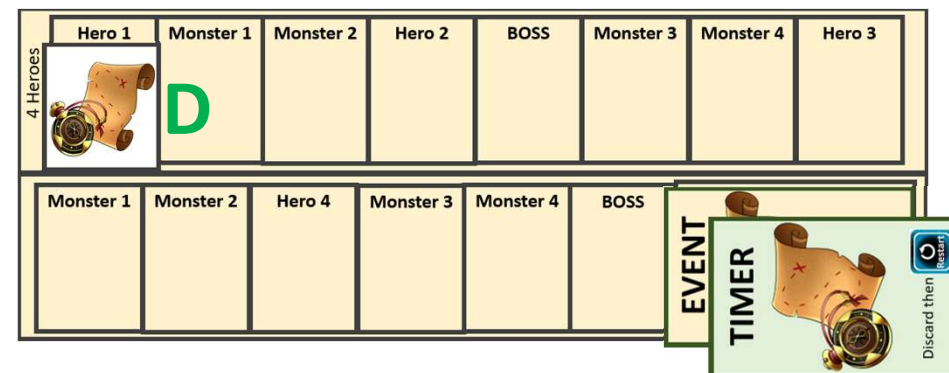 4 Heroes
Hero 1
Monster 1
Monster 2
Hero 2
BOSS
Monster 3
Monster 4
Hero 3
D
Monster 1
Monster 2
Hero 4
Monster 3
Monster 4
BOSS
EVENT
TIMER
Discard then
Restart